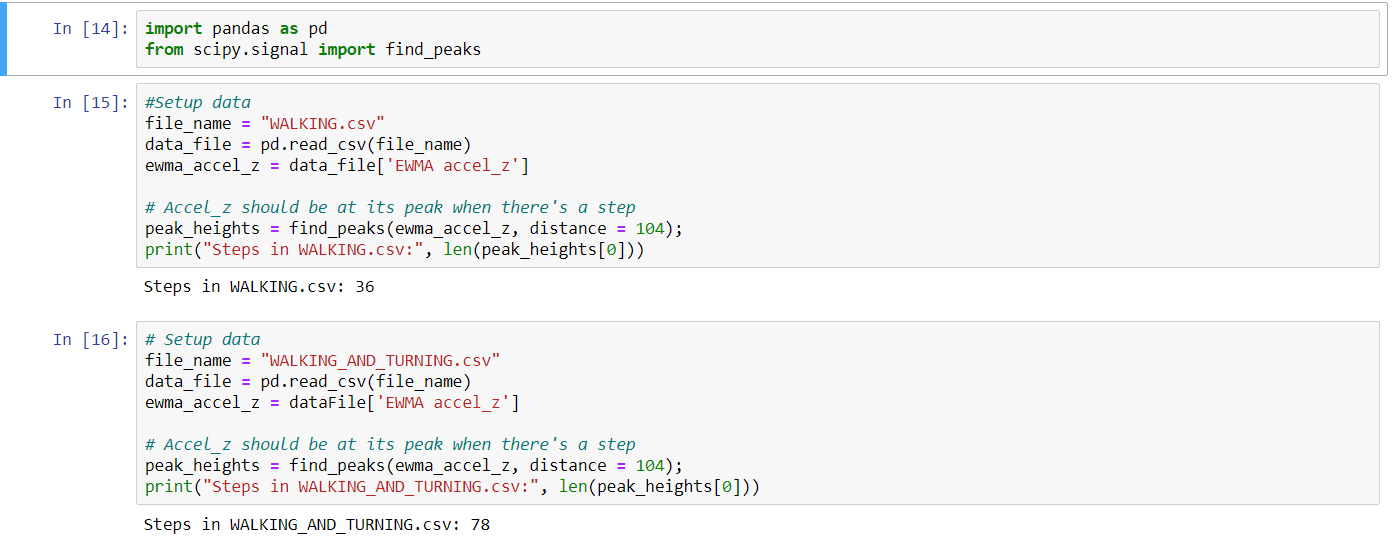 In [14]: import pandas as pd
from scipy.signal import find_peaks
In [15]: #Setup data
file_name = "WALKING.csv"
data_file = pd.read_csv(file_name)
ewma_accel_z = data_file['EWMA accel_z']
# Accel_z should be at its peak when there's a step
peak_heights = find_peaks(ewma_accel_z, distance = 104);
print("Steps in WALKING.csv:", len(peak_heights[0]))
Steps in WALKING.csv: 36
In [16]: # Setup data
file_name = "WALKING_AND_TURNING.csv"
data_file = pd.read_csv(file_name)
ewma_accel_z = dataFile['EWMA accel_z']
# Accel_z should be at its peak when there's a step
peak_heights = find_peaks(ewma_accel_z, distance = 104);
print("Steps in WALKING_AND_TURNING.csv:", len(peak_heights[0]))
Steps in WALKING_AND_TURNING.csv: 78